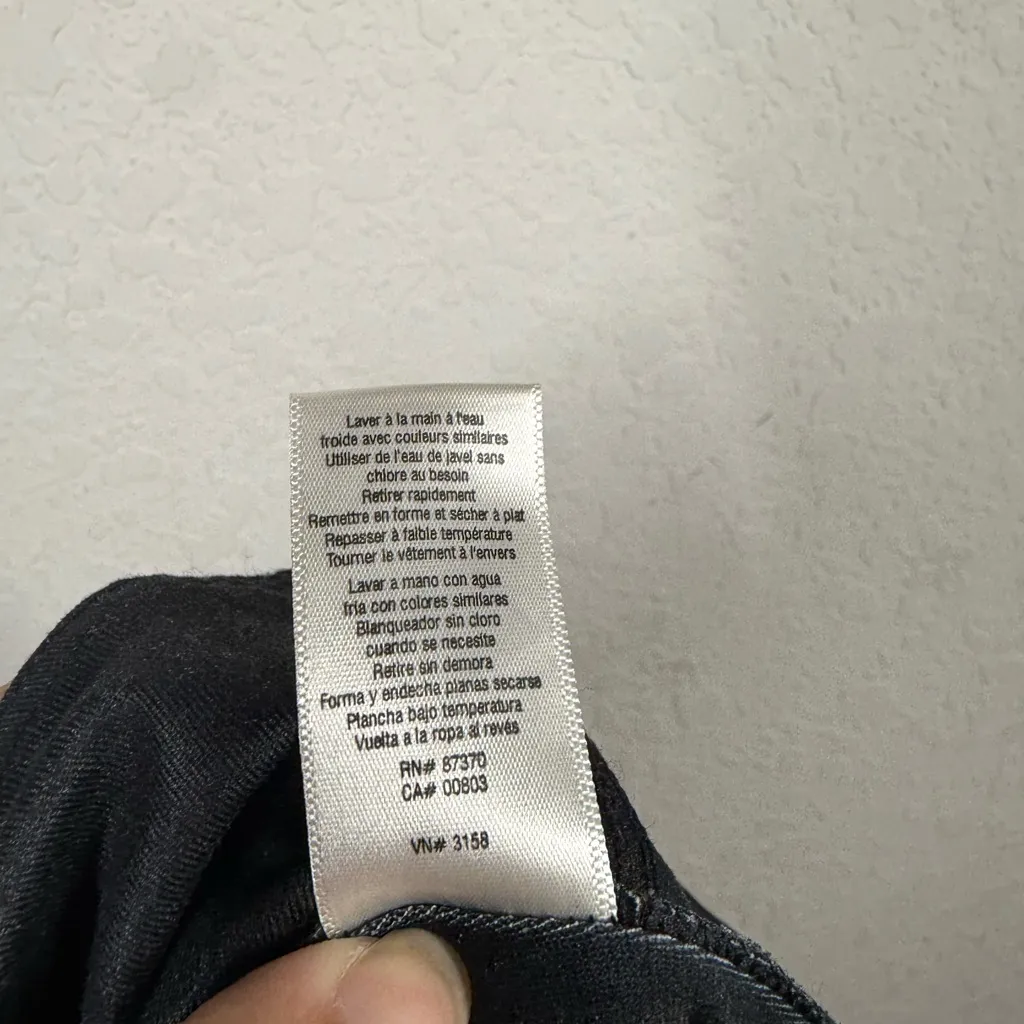 Laver à la main à l'eau
froide avec couleurs similaires
Utiliser de l'eau de javel sans
chlore au besoin
Retirer rapidement
Remettre en forme et sécher à plat
Repasser à faible température
Tourner le vêtement à l'envers
Lavar a mano con agua
fría con colores similares
Blanqueador sin cloro
cuando se necesite
Retire sin demora
Forma y endecha planas secarse
Plancha bajo temperatura
Vuelta a la ropa al revés
RN# 87370
CA# 00803
VN# 3158